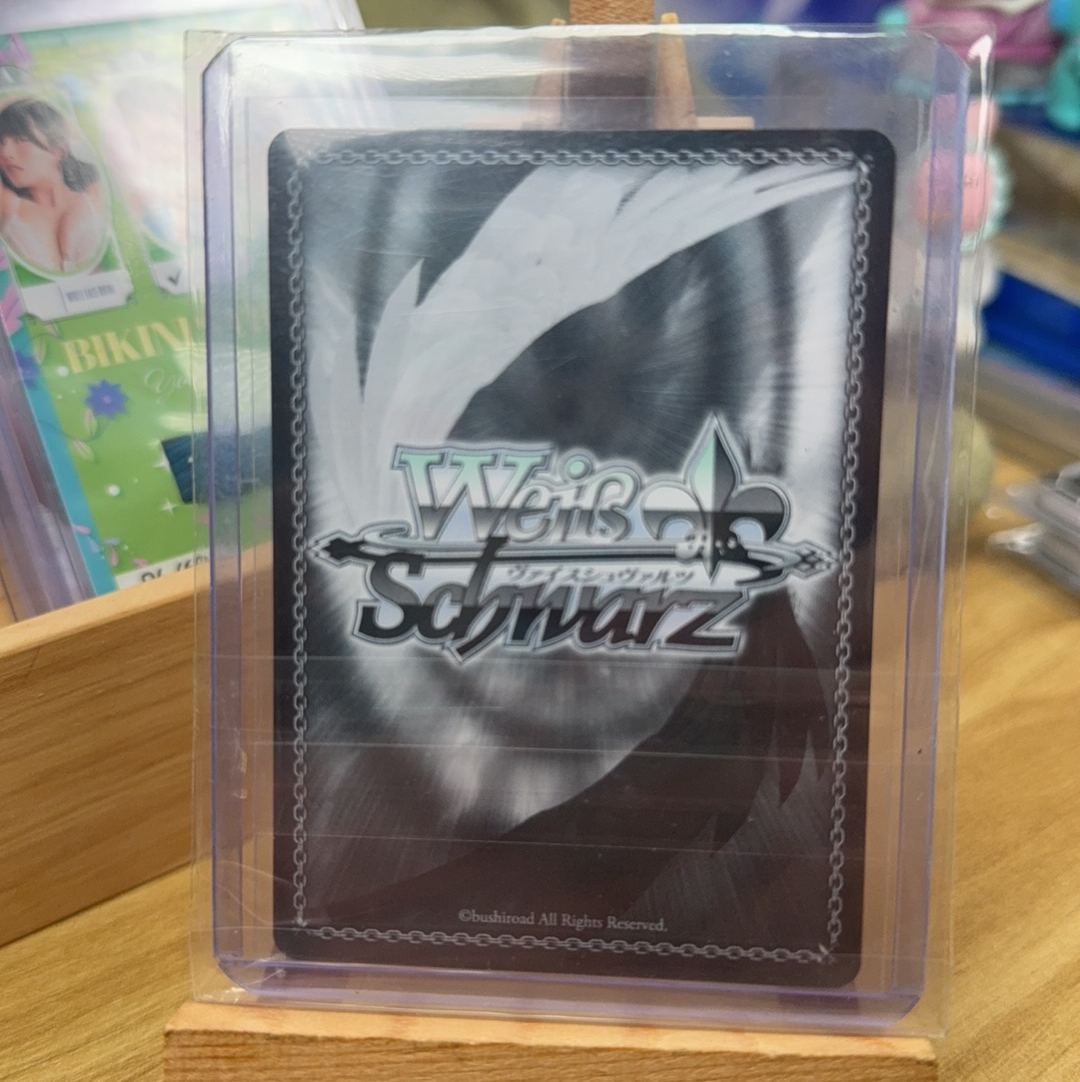 BIKINI
Weiß
ヴァイスシュヴァルツ
Schwarz
©bushiroad All Rights Reserved.